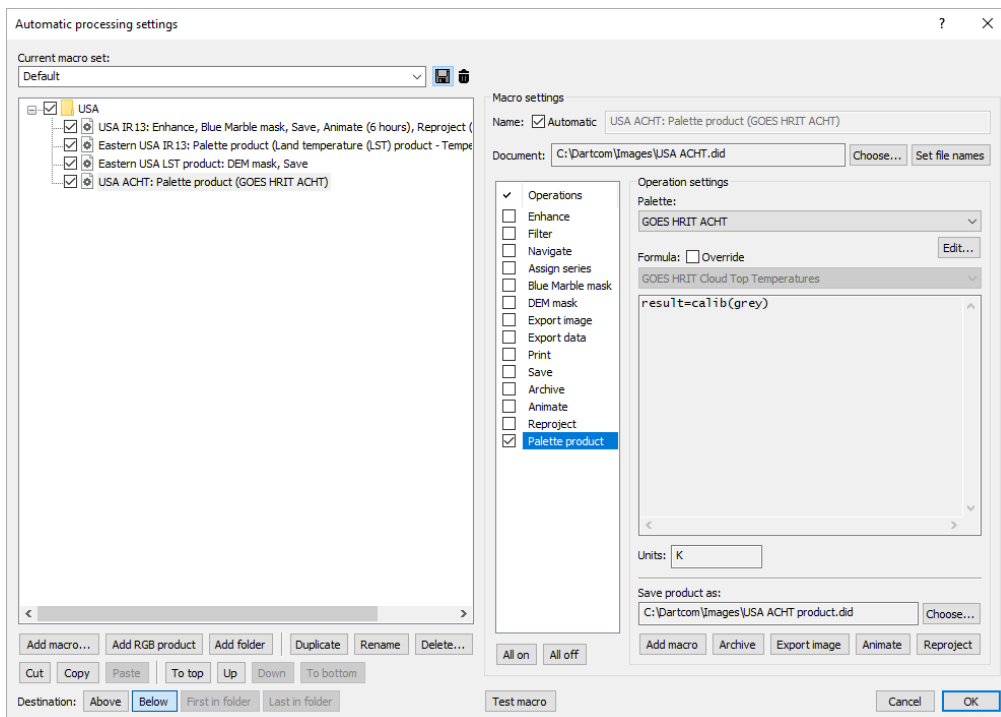 Automatic processing settings
Current macro set:
Default
USA
USA IR13: Enhance, Blue Marble mask, Save, Animate (6 hours), Reproject (
Eastern USA IR13: Palette product (Land temperature (LST) product - Tempe
Eastern USA LST product: DEM mask, Save
USA ACHT: Palette product (GOES HRIT ACHT)
Add macro... Add RGB product Add folder Duplicate Rename Delete...
Cut Copy Paste To top Up Down To bottom
Destination: Above Below First in folder Last in folder
Macro settings
Name: Automatic USA ACHT: Palette product (GOES HRIT ACHT)
Document: C:\Dartcom\Images\USA ACHT.did Choose... Set file names
Operations
Enhance
Filter
Navigate
Assign series
Blue Marble mask
DEM mask
Export image
Export data
Print
Save
Archive
Animate
Reproject
Palette product
All on All off
Operation settings
Palette:
GOES HRIT ACHT
Edit...
Formula: Override
GOES HRIT Cloud Top Temperatures
result=calib(grey)
Units: K
Save product as:
C:\Dartcom\Images\USA ACHT product.did Choose...
Add macro Archive Export image Animate Reproject
Test macro Cancel OK